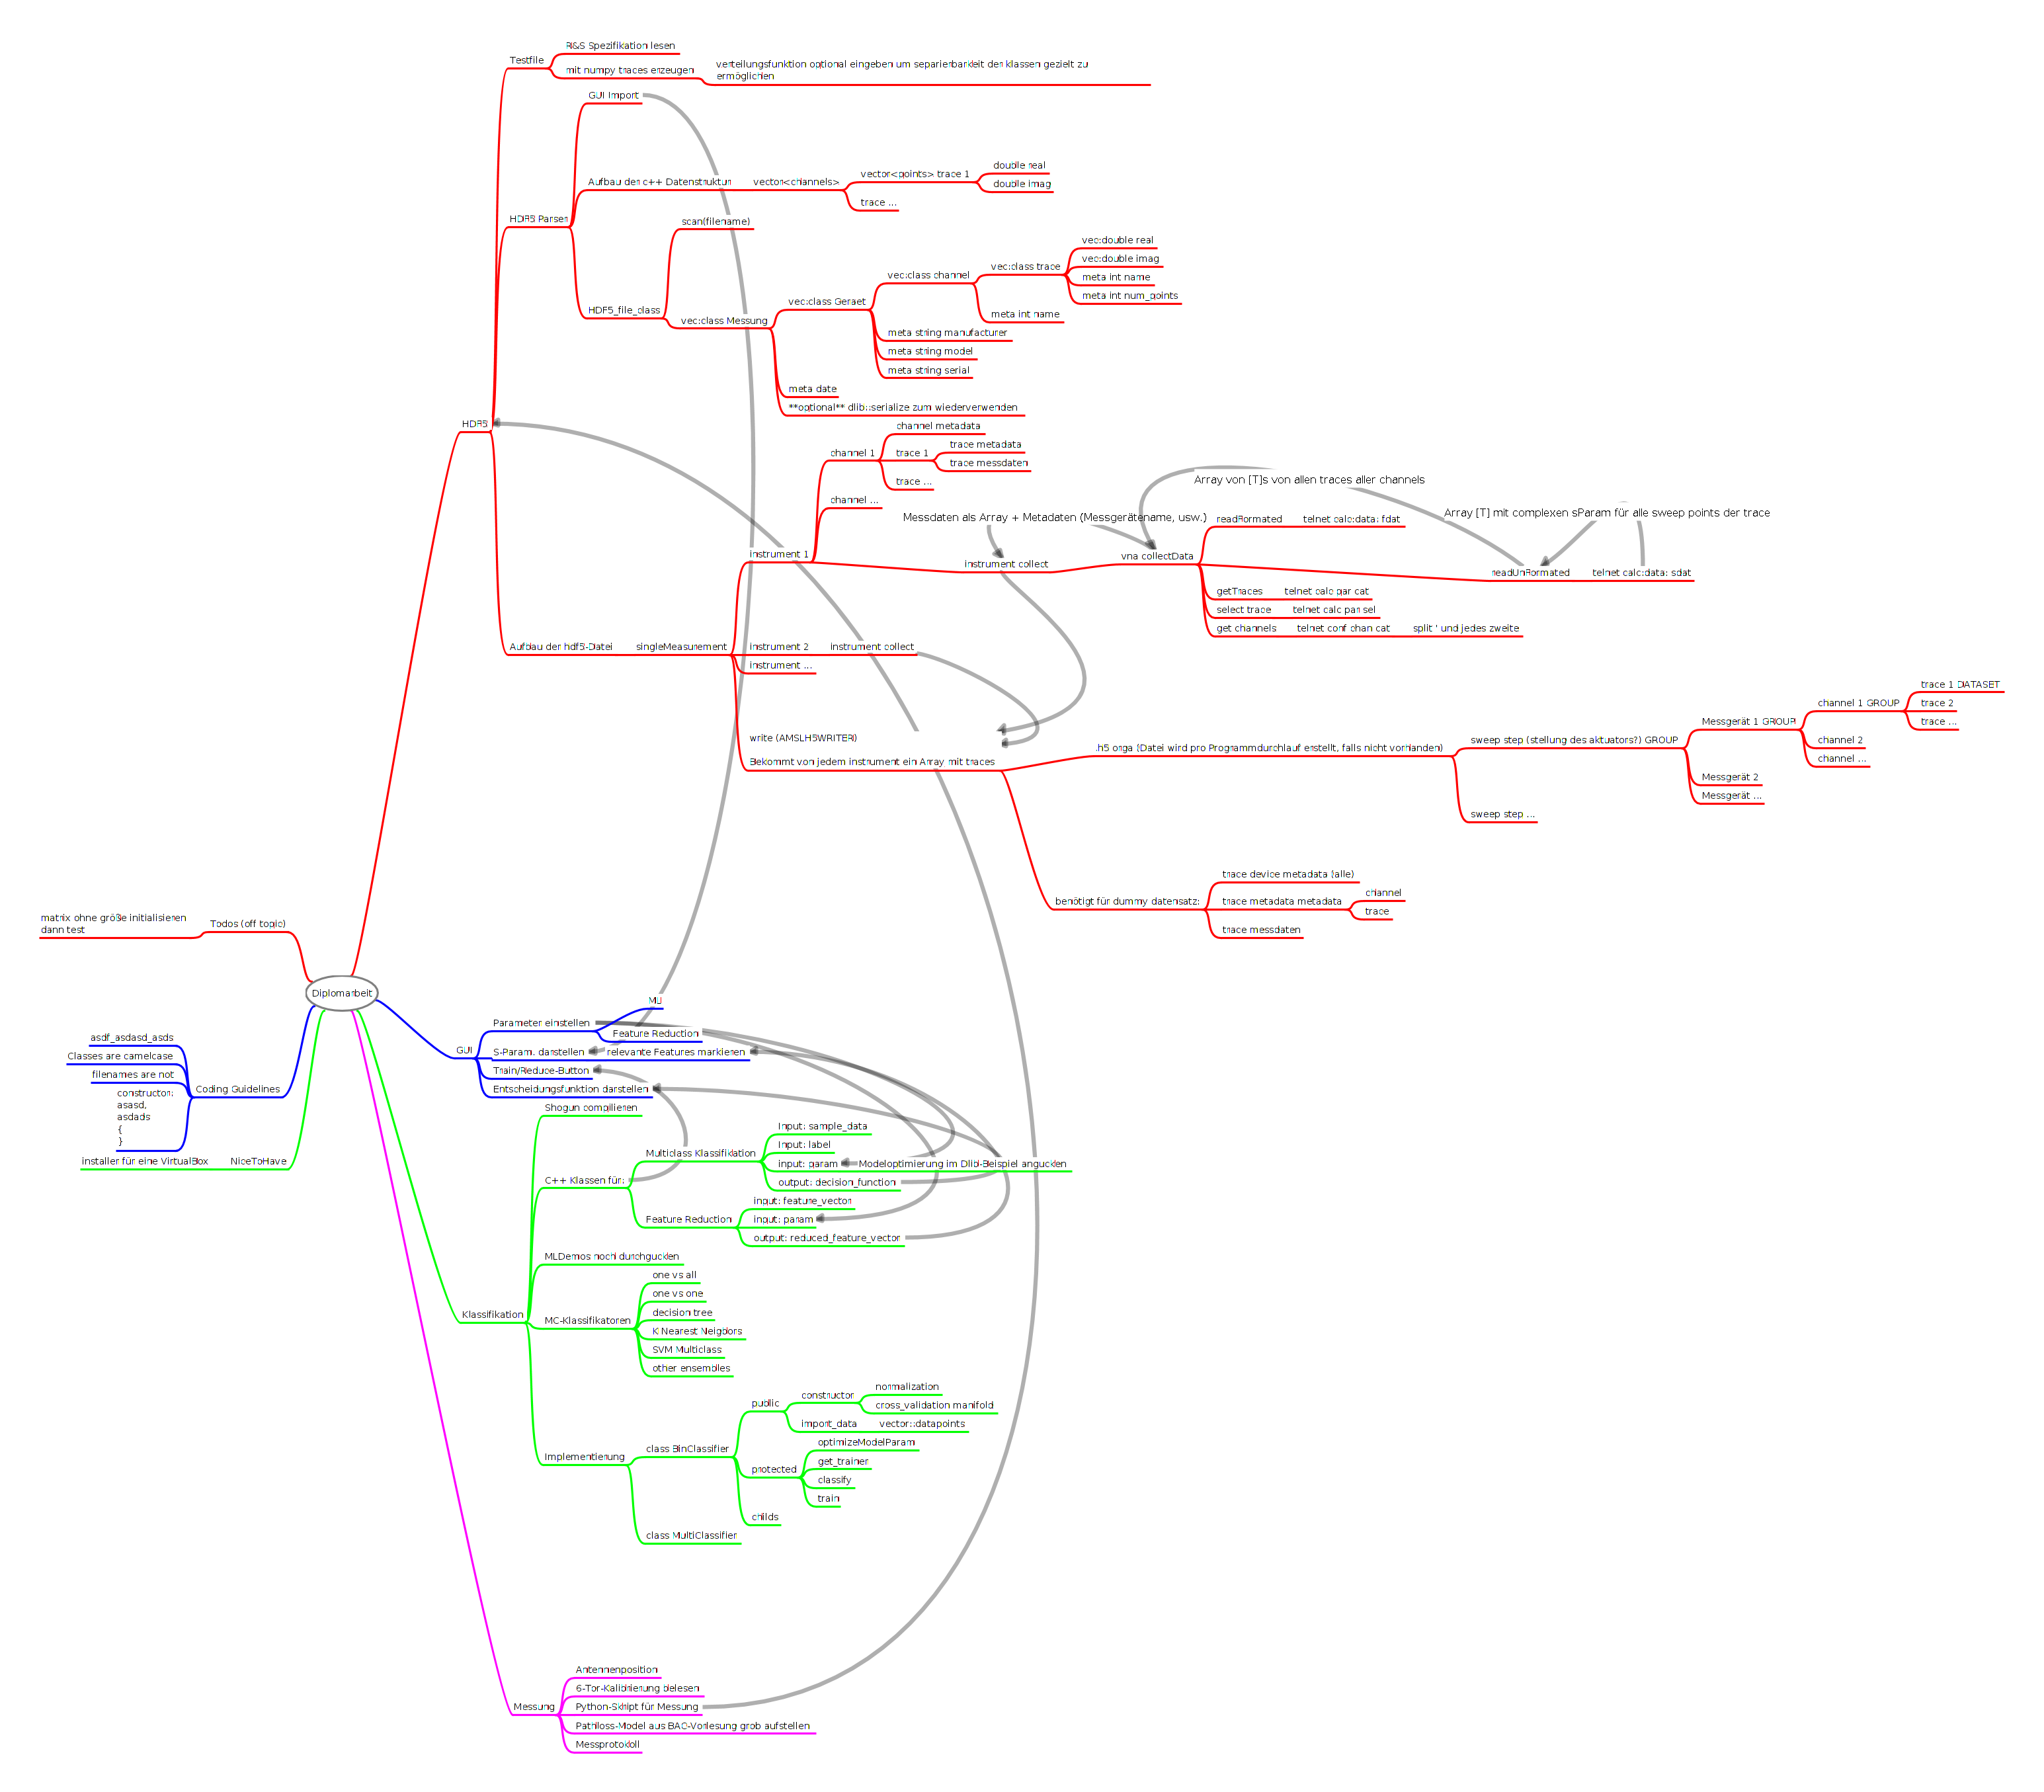 R&S Spezifikation lesen
Testfile
mit numpy traces erzeugen
verteilungsfunktion optional eingeben um separierbarkeit der klassen gezielt zu
ermöglichen
GUI Import
Aufbau der c++ Datenstruktur
vector<channels>
vector<points> trace 1
double real
double imag
trace ...
HDF5 Parser
scan(filename)
HDF5_file_class
vec:class Messung
vec:class Geraet
vec:class channel
vec:class trace
vec:double real
vec:double imag
meta int name
meta int num_points
meta int name
meta string manufacturer
meta string model
meta string serial
meta date
**optional** dlib::serialize zum wiederverwenden
HDF5
channel metadata
channel 1
trace 1
trace metadata
trace messdaten
trace ...
channel ...
Array von [T]s von allen traces aller channels
Messdaten als Array + Metadaten (Messgerätename, usw.)
Array [T] mit complexen sParam für alle sweep points der trace
instrument 1
instrument collect
vna collectData
readFormated
telnet calc:data: fdat
readUnFormated
telnet calc:data: sdat
getTraces
telnet calc par cat
select trace
telnet calc par sel
get channels
telnet conf chan cat
split ' und jedes zweite
Aufbau der hdf5-Datei
singleMeasurement
instrument 2
instrument collect
instrument ...
write (AMSLH5WRITER!)
Bekommt von jedem instrument ein Array mit traces
.h5 orga (Datei wird pro Programmdurchlauf erstellt, falls nicht vorhanden)
sweep step (stellung des aktuators?) GROUP
Messgerät 1 GROUP
channel 1 GROUP
trace 1 DATASET
trace 2
trace ...
channel 2
channel ...
Messgerät 2
Messgerät ...
sweep step ...
benötigt für dummy datensatz:
trace device metadata (alle)
trace metadata metadata
channel
trace
trace messdaten
matrix ohne größe initialisieren
dann test
Todos (off topic)
Diplomarbeit
asdf_asdasd_asds
Classes are camelcase
filenames are not
constructor:
asasd,
asdads
{
}
Coding Guidelines
installer für eine VirtualBox
NiceToHave
GUI
Parameter einstellen
ML
Feature Reduction
S-Param. darstellen
relevante Features markieren
Train/Reduce-Button
Entscheidungsfunktion darstellen
Shogun compilieren
C++ Klassen für:
Multiclass Klassifikation
Input: sample_data
Input: label
input: param
Modeloptimierung im Dlib-Beispiel angucken
output: decision_function
Feature Reduction
input: feature_vector
input: param
output: reduced_feature_vector
MLDemos noch durchgucken
Klassifikation
MC-Klassifikatoren
one vs all
one vs one
decision tree
K Nearest Neigbors
SVM Multiclass
other ensembles
Implementierung
class BinClassifier
public
constructor
normalization
cross_validation manifold
import_data
vector::datapoints
protected
optimizeModelParam
get_trainer
classify
train
childs
class MultiClassifier
Messung
Antennenposition
6-Tor-Kalibrierung belesen
Python-Skript für Messung
Pathloss-Model aus BAO-Vorlesung grob aufstellen
Messprotokoll